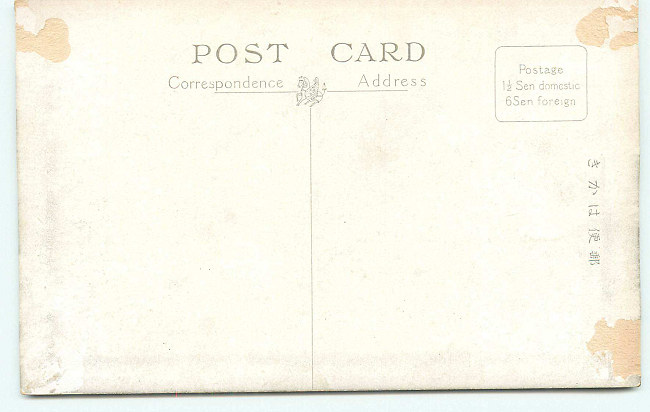 POST CARD
Correspondence Address
Postage
1½ Sen domestic
6Sen foreign
郵便はかき